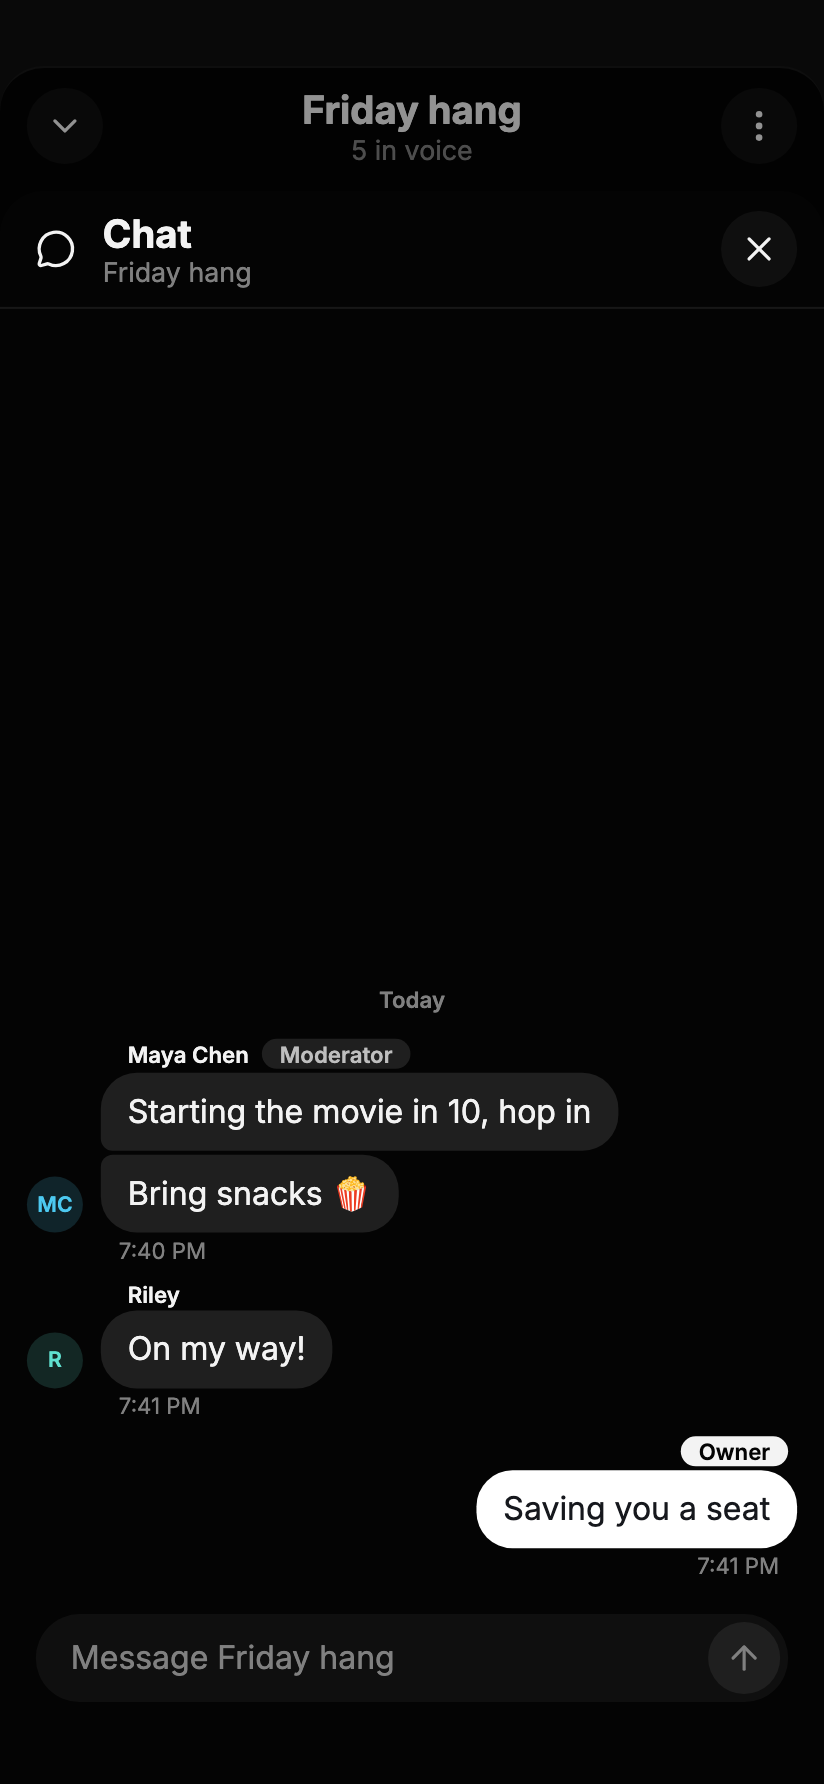 Friday hang
5 in voice
Chat
Friday hang
Today
Maya Chen Moderator
Starting the movie in 10, hop in
Bring snacks 🍿
MC
7:40 PM
Riley
On my way!
R
7:41 PM
Owner
Saving you a seat
7:41 PM
Message Friday hang